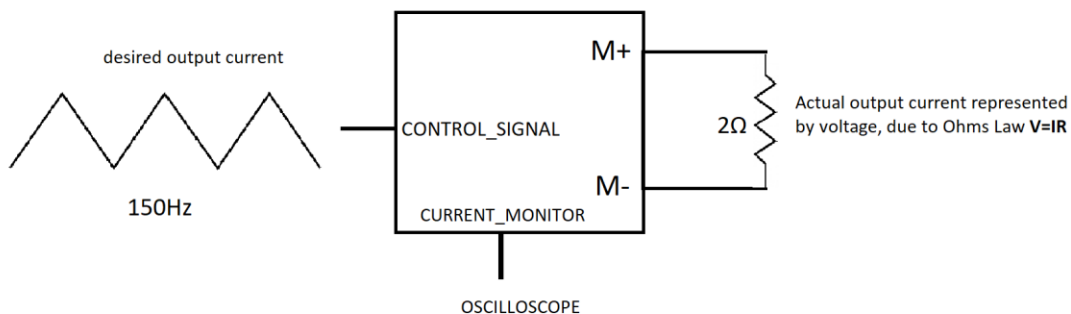 desired output current
150Hz
CONTROL_SIGNAL
M+
M-
CURRENT_MONITOR
OSCILLOSCOPE
2Ω
Actual output current represented
by voltage, due to Ohms Law V=IR